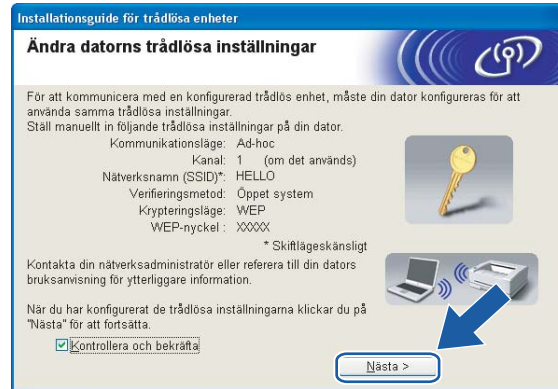 Installationsguide för trådlösa enheter
Ändra datorns trådlösa inställningar
För att kommunicera med en konfigurerad trådlös enhet, måste din dator konfigureras för att
använda samma trådlösa inställningar.
Ställ manuellt in följande trådlösa inställningar på din dator.
Kommunikationsläge: Ad-hoc
Kanal: 1 (om det används)
Nätverksnamn (SSID)*: HELLO
Verifieringsmetod: Öppet system
Krypteringsläge: WEP
WEP-nyckel : XXXXX
* Skiftlägeskänsligt
Kontakta din nätverksadministratör eller referera till din dators
bruksanvisning för ytterliggare information.
När du har konfigurerat de trådlösa inställningarna klickar du på
"Nästa" för att fortsätta.
Kontrollera och bekräfta
Nästa >